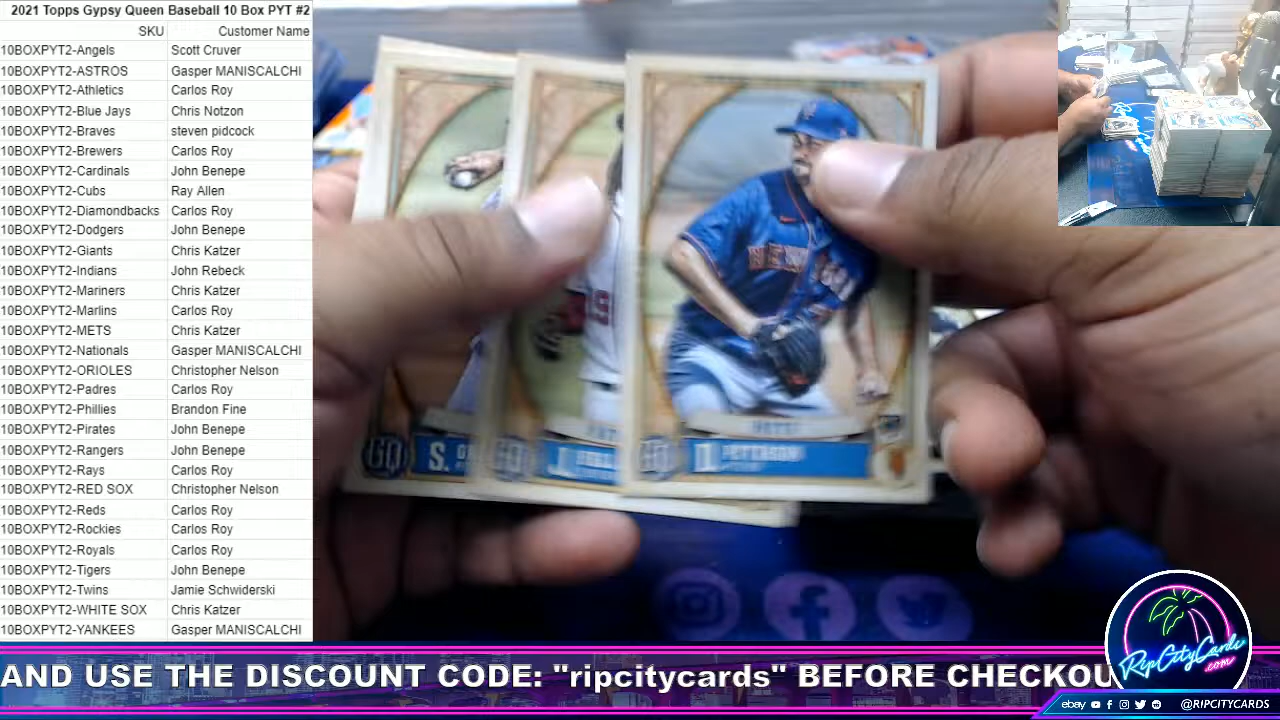 2021 Topps Gypsy Queen Baseball 10 Box PYT #2
SKU Customer Name
10BOXPYT2-Angels Scott Cruver
10BOXPYT2-ASTROS Gasper MANISCALCHI
10BOXPYT2-Athletics Carlos Roy
10BOXPYT2-Blue Jays Chris Notzon
10BOXPYT2-Braves steven pidcock
10BOXPYT2-Brewers Carlos Roy
10BOXPYT2-Cardinals John Benepe
10BOXPYT2-Cubs Ray Allen
10BOXPYT2-Diamondbacks Carlos Roy
10BOXPYT2-Dodgers John Benepe
10BOXPYT2-Giants Chris Katzer
10BOXPYT2-Indians John Rebeck
10BOXPYT2-Mariners Chris Katzer
10BOXPYT2-Marlins Carlos Roy
10BOXPYT2-METS Chris Katzer
10BOXPYT2-Nationals Gasper MANISCALCHI
10BOXPYT2-ORIOLES Christopher Nelson
10BOXPYT2-Padres Carlos Roy
10BOXPYT2-Phillies Brandon Fine
10BOXPYT2-Pirates John Benepe
10BOXPYT2-Rangers John Benepe
10BOXPYT2-Rays Carlos Roy
10BOXPYT2-RED SOX Christopher Nelson
10BOXPYT2-Reds Carlos Roy
10BOXPYT2-Rockies Carlos Roy
10BOXPYT2-Royals Carlos Roy
10BOXPYT2-Tigers John Benepe
10BOXPYT2-Twins Jamie Schwiderski
10BOXPYT2-WHITE SOX Chris Katzer
10BOXPYT2-YANKEES Gasper MANISCALCHI
GQ S.
J.
D. PETERSON
AND USE THE DISCOUNT CODE: "ripcitycards" BEFORE CHECKOU
RipCityCards
.com
ebay @RIPCITYCARDS